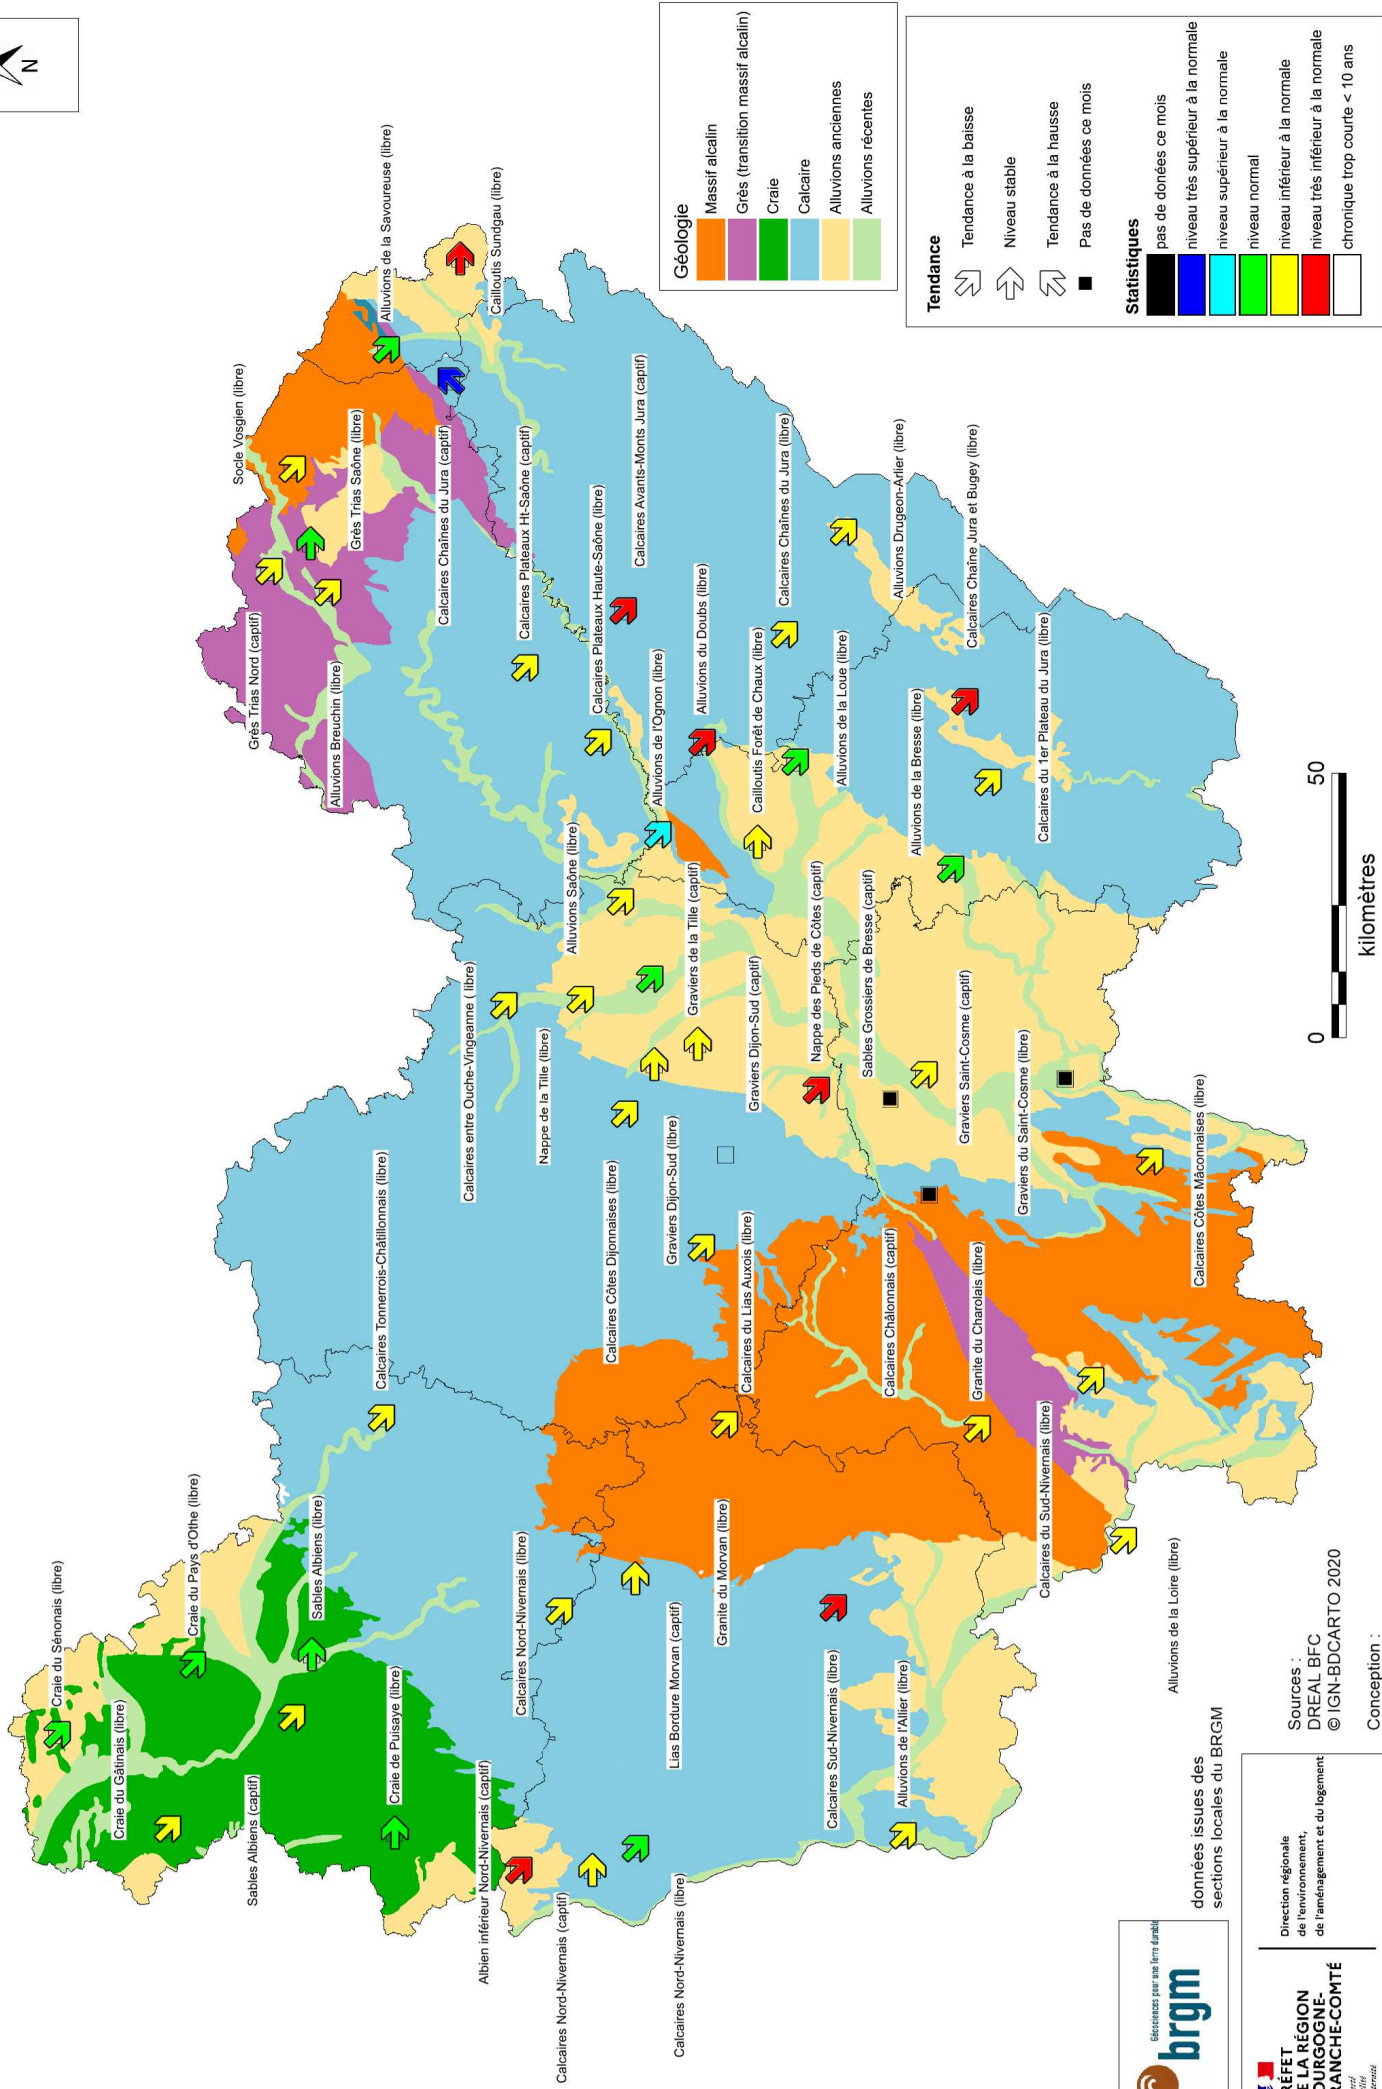 N
Alluvions de la Savoureuse (libre)
Cailloutis Sundgau (libre)
Socle Vosgien (libre)
Grès Trias Saône (libre)
Calcaires Chaînes du Jura (captif)
Calcaires Plateaux Ht-Saône (captif)
Calcaires Plateaux Haute-Saône (libre)
Calcaires Avants-Monts Jura (captif)
Calcaires Chaînes du Jura (libre)
Alluvions Drugeon-Arlier (libre)
Calcaires Chaîne Jura et Bugey (libre)
Grès Trias Nord (captif)
Alluvions Breuchin (libre)
Alluvions de l'Ognon (libre)
Alluvions du Doubs (libre)
Cailloutis Forêt de Chaux (libre)
Alluvions de la Loue (libre)
Alluvions de la Bresse (libre)
Calcaires du 1er Plateau du Jura (libre)
Alluvions Saône (libre)
Graviers de la Tille (captif)
Nappe des Pieds de Côtes (captif)
Sables Grossiers de Bresse (captif)
Calcaires entre Ouche-Vingeanne ( libre)
Nappe de la Tille (libre)
Graviers Dijon-Sud (captif)
Graviers Saint-Cosme (captif)
Graviers du Saint-Cosme (libre)
Calcaires Tonnerrois-Châtillonnais (libre)
Calcaires Côtes Dijonnaises (libre)
Graviers Dijon-Sud (libre)
Calcaires du Lias Auxois (libre)
Calcaires Châlonnais (captif)
Granite du Charolais (libre)
Calcaires Côtes Mâconnaises (libre)
Craie du Sénonais (libre)
Craie du Pays d'Othe (libre)
Sables Albiens (libre)
Calcaires Nord-Nivernais (libre)
Granite du Morvan (libre)
Calcaires du Sud-Nivernais (libre)
Alluvions de la Loire (libre)
Craie du Gâtinais (libre)
Sables Albiens (captif)
Craie de Puisaye (libre)
Albien inférieur Nord-Nivernais (captif)
Lias Bordure Morvan (captif)
Calcaires Sud-Nivernais (libre)
Alluvions de l'Allier (libre)
Calcaires Nord-Nivernais (captif)
Calcaires Nord-Nivernais (libre)
Géologie
Massif alcalin
Grès (transition massif alcalin)
Craie
Calcaire
Alluvions anciennes
Alluvions récentes
Tendance
Tendance à la baisse
Niveau stable
Tendance à la hausse
Pas de données ce mois
Statistiques
pas de donées ce mois
niveau très supérieur à la normale
niveau supérieur à la normale
niveau normal
niveau inférieur à la normale
niveau très inférieur à la normale
chronique trop courte < 10 ans
0 50
kilomètres
données issues des
sections locales du BRGM
Sources :
DREAL BFC
© IGN-BDCARTO 2020
Conception :
Géosciences pour une Terre durable
brgm
Direction régionale
de l'environnement,
de l'aménagement et du logement